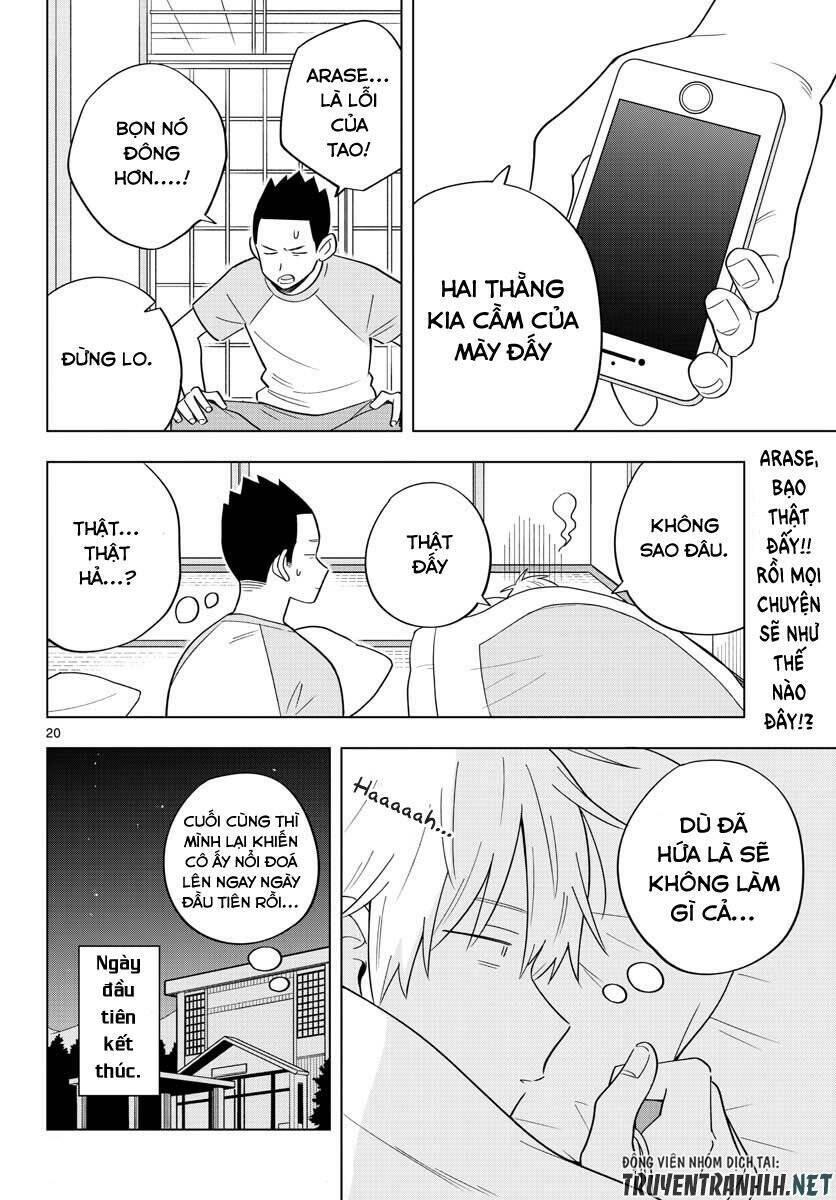 HAI THẰNG
KIA CẦM CỦA
MÀY ĐẤY
ARASE...
LÀ LỖI
CỦA
TAO!
BỌN NÓ
ĐÔNG
HƠN....!
ĐỪNG LO.
KHÔNG
SAO ĐÂU.
THẬT
ĐẤY
THẬT...
THẬT
HẢ...?
ARASE,
BẠO
THẬT
ĐẤY!!
RỒI MỌI
CHUYỆN
SẼ NHƯ
THẾ
NÀO
ĐÂY!?
20
DÙ ĐÃ
HỨA LÀ SẼ
KHÔNG LÀM
GÌ CẢ...
Haaaaah...
CUỐI CÙNG THÌ
MÌNH LẠI KHIẾN
CÔ ẤY NỔI ĐOÁ
LÊN NGAY NGÀY
ĐẦU TIÊN RỒI...
Ngày
đầu
tiên
kết
thúc.
ĐỘNG VIÊN NHÓM DỊCH TẠI:
TRUYENTRANHLH.NET